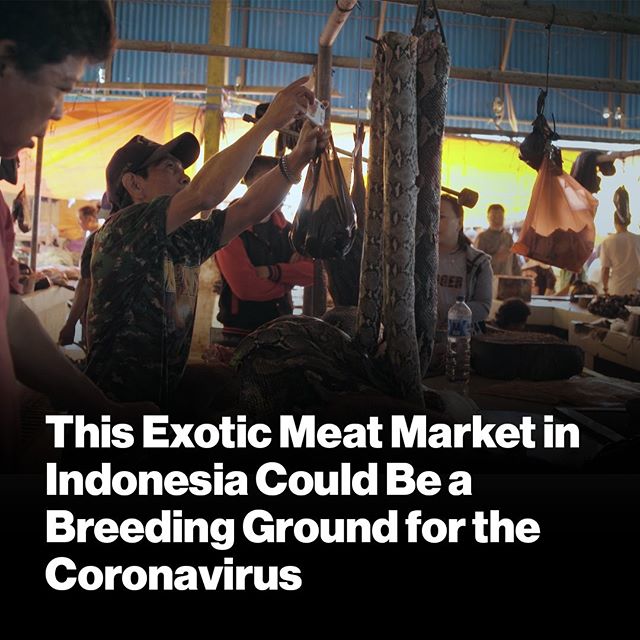 This Exotic Meat Market in
Indonesia Could Be a
Breeding Ground for the
Coronavirus